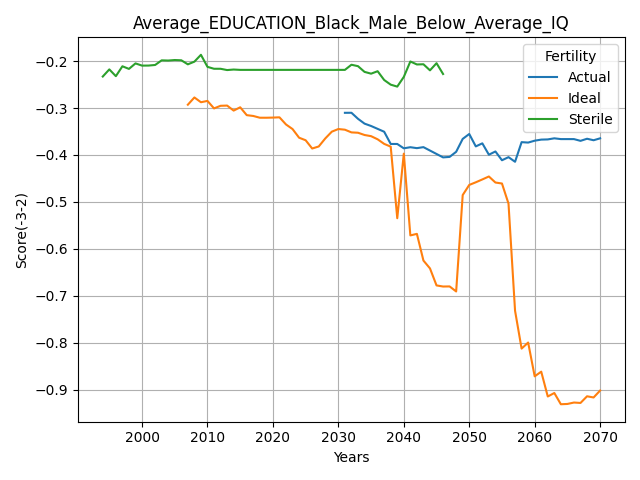 Average_EDUCATION_Black_Male_Below_Average_IQ
Fertility
Actual
Ideal
Sterile
Score(-3-2)
−0.2
−0.3
−0.4
−0.5
−0.6
−0.7
−0.8
−0.9
2000 2010 2020 2030 2040 2050 2060 2070
Years